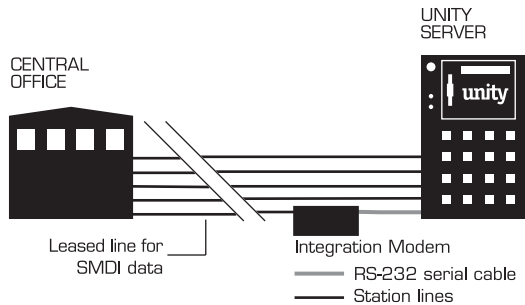 UNITY
SERVER
CENTRAL
OFFICE
unity
Leased line for
SMDI data
Integration Modem
RS-232 serial cable
Station lines